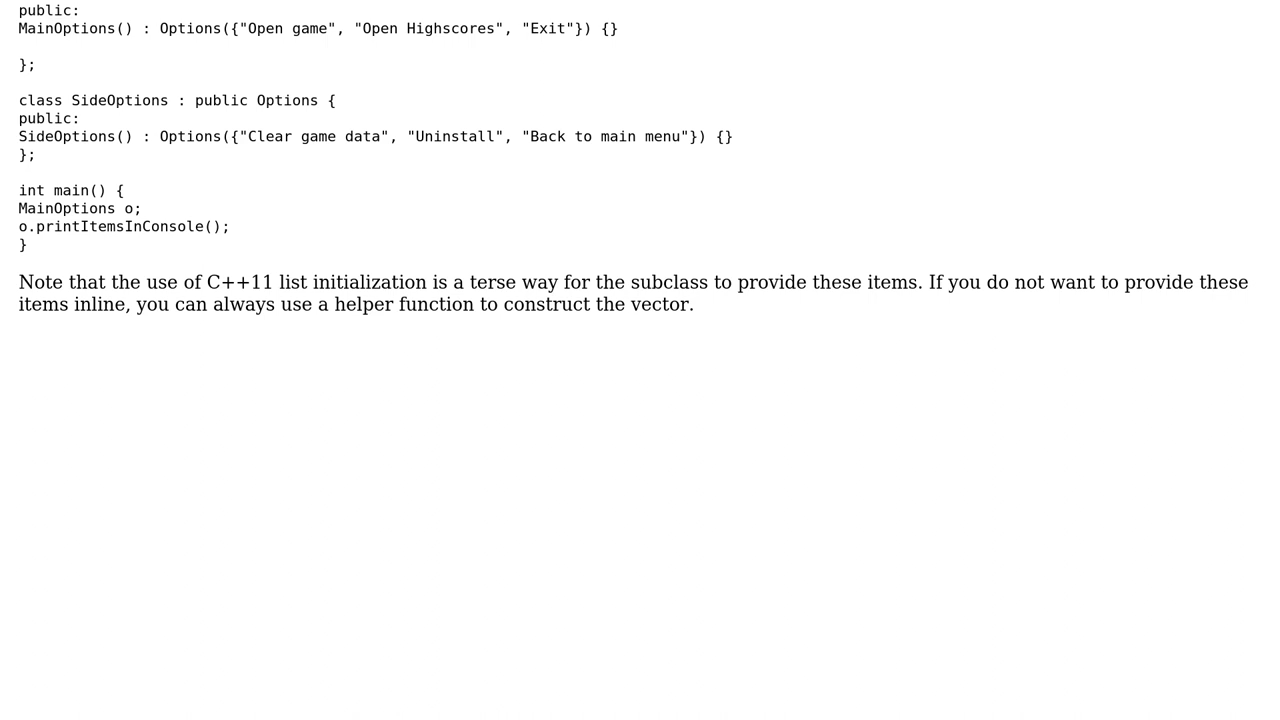 public:
MainOptions() : Options({"Open game", "Open Highscores", "Exit"}) {}
};
class SideOptions : public Options {
public:
SideOptions() : Options({"Clear game data", "Uninstall", "Back to main menu"}) {}
};
int main() {
MainOptions o;
o.printItemsInConsole();
}
Note that the use of C++11 list initialization is a terse way for the subclass to provide these items. If you do not want to provide these
items inline, you can always use a helper function to construct the vector.